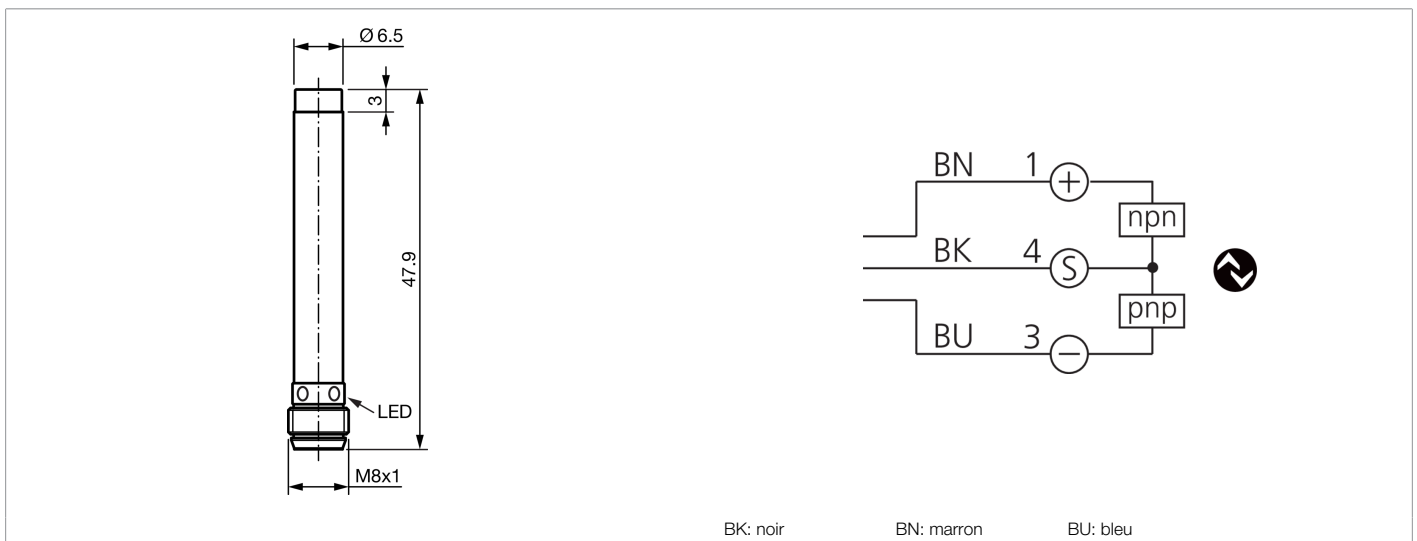 Ø 6.5
3
47.9
LED
M8x1
BN 1 +
npn
BK 4 S
pnp
BU 3 −
BK: noir BN: marron BU: bleu